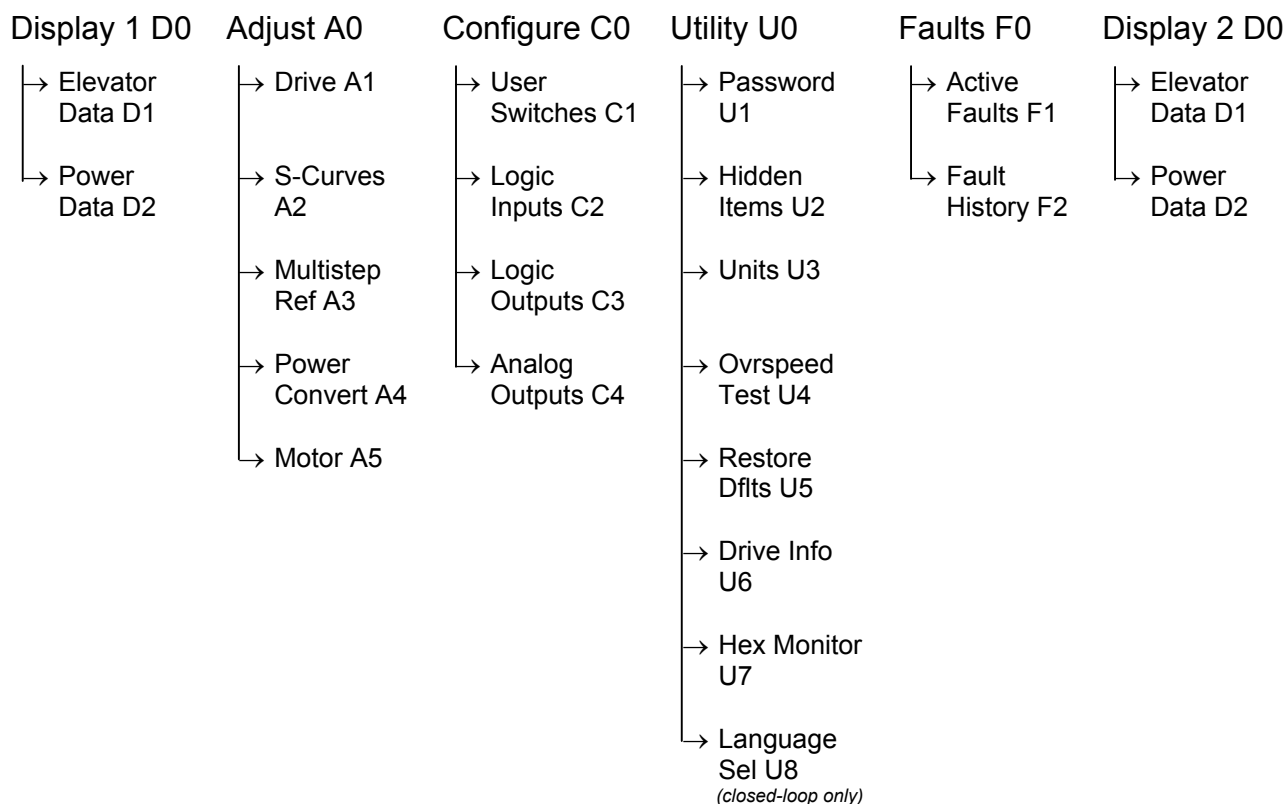 Display 1 D0
→ Elevator
Data D1
→ Power
Data D2
Adjust A0
→ Drive A1
→ S-Curves
A2
→ Multistep
Ref A3
→ Power
Convert A4
→ Motor A5
Configure C0
→ User
Switches C1
→ Logic
Inputs C2
→ Logic
Outputs C3
→ Analog
Outputs C4
Utility U0
→ Password
U1
→ Hidden
Items U2
→ Units U3
→ Ovrspeed
Test U4
→ Restore
Dflts U5
→ Drive Info
U6
→ Hex Monitor
U7
→ Language
Sel U8
(closed-loop only)
Faults F0
→ Active
Faults F1
→ Fault
History F2
Display 2 D0
→ Elevator
Data D1
→ Power
Data D2